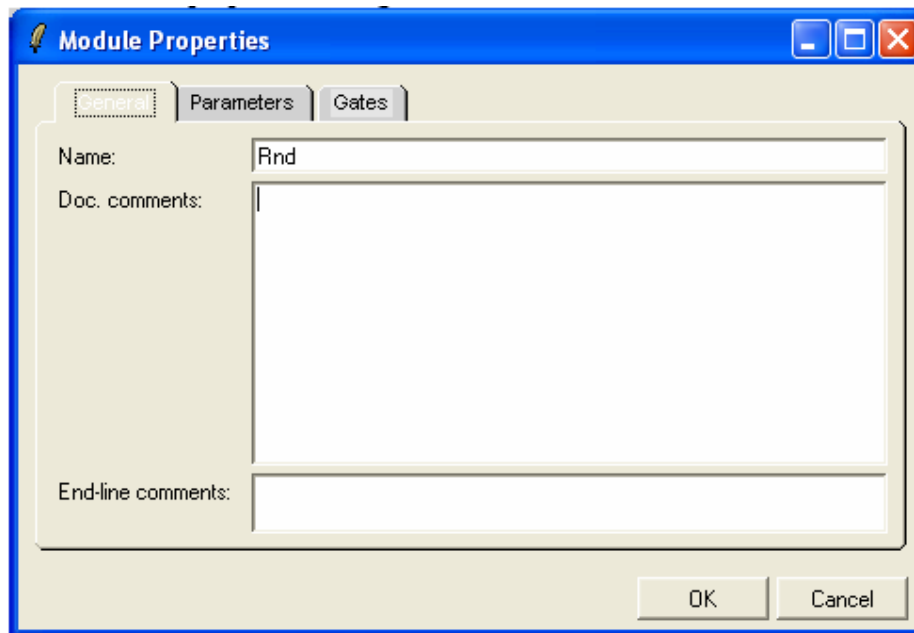 Module Properties
General Parameters Gates
Name: Rnd
Doc. comments:
End-line comments:
OK Cancel